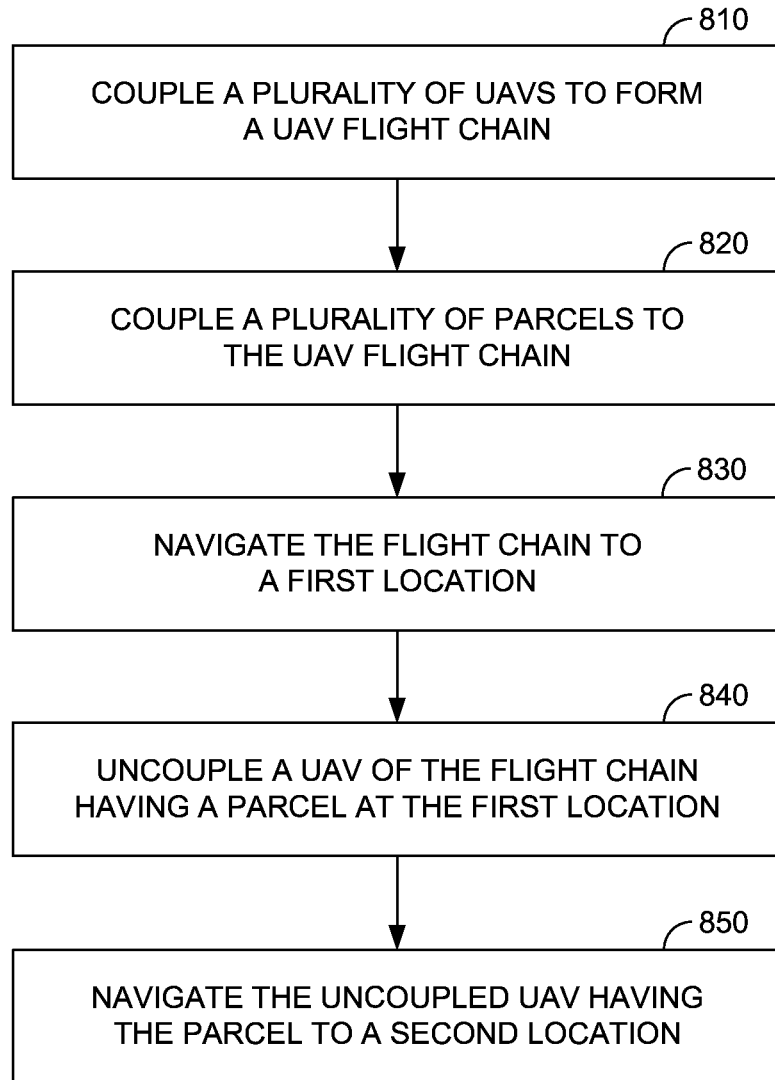 810
COUPLE A PLURALITY OF UAVS TO FORM
A UAV FLIGHT CHAIN
820
COUPLE A PLURALITY OF PARCELS TO
THE UAV FLIGHT CHAIN
830
NAVIGATE THE FLIGHT CHAIN TO
A FIRST LOCATION
840
UNCOUPLE A UAV OF THE FLIGHT CHAIN
HAVING A PARCEL AT THE FIRST LOCATION
850
NAVIGATE THE UNCOUPLED UAV HAVING
THE PARCEL TO A SECOND LOCATION